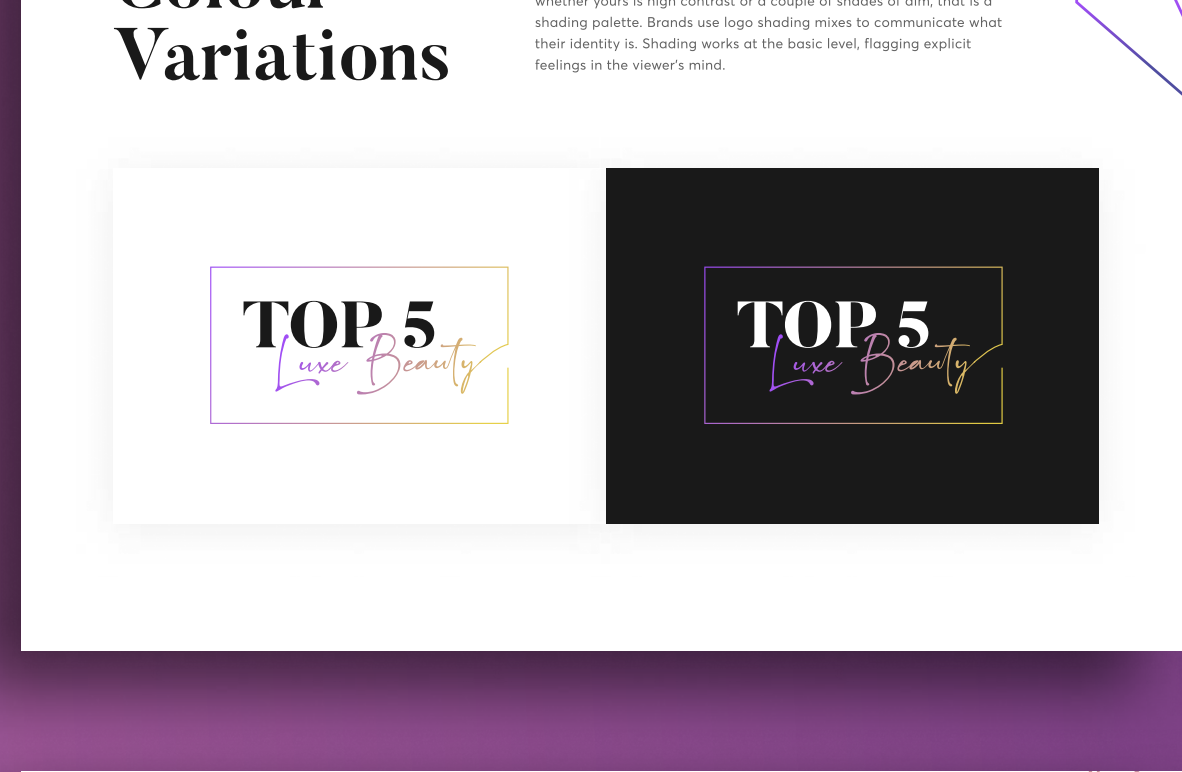 Colour
Variations
whether yours is high contrast or a couple of shades of dim, that is a
shading palette. Brands use logo shading mixes to communicate what
their identity is. Shading works at the basic level, flagging explicit
feelings in the viewer's mind.
TOP 5
Luxe Beauty
TOP 5
Luxe Beauty